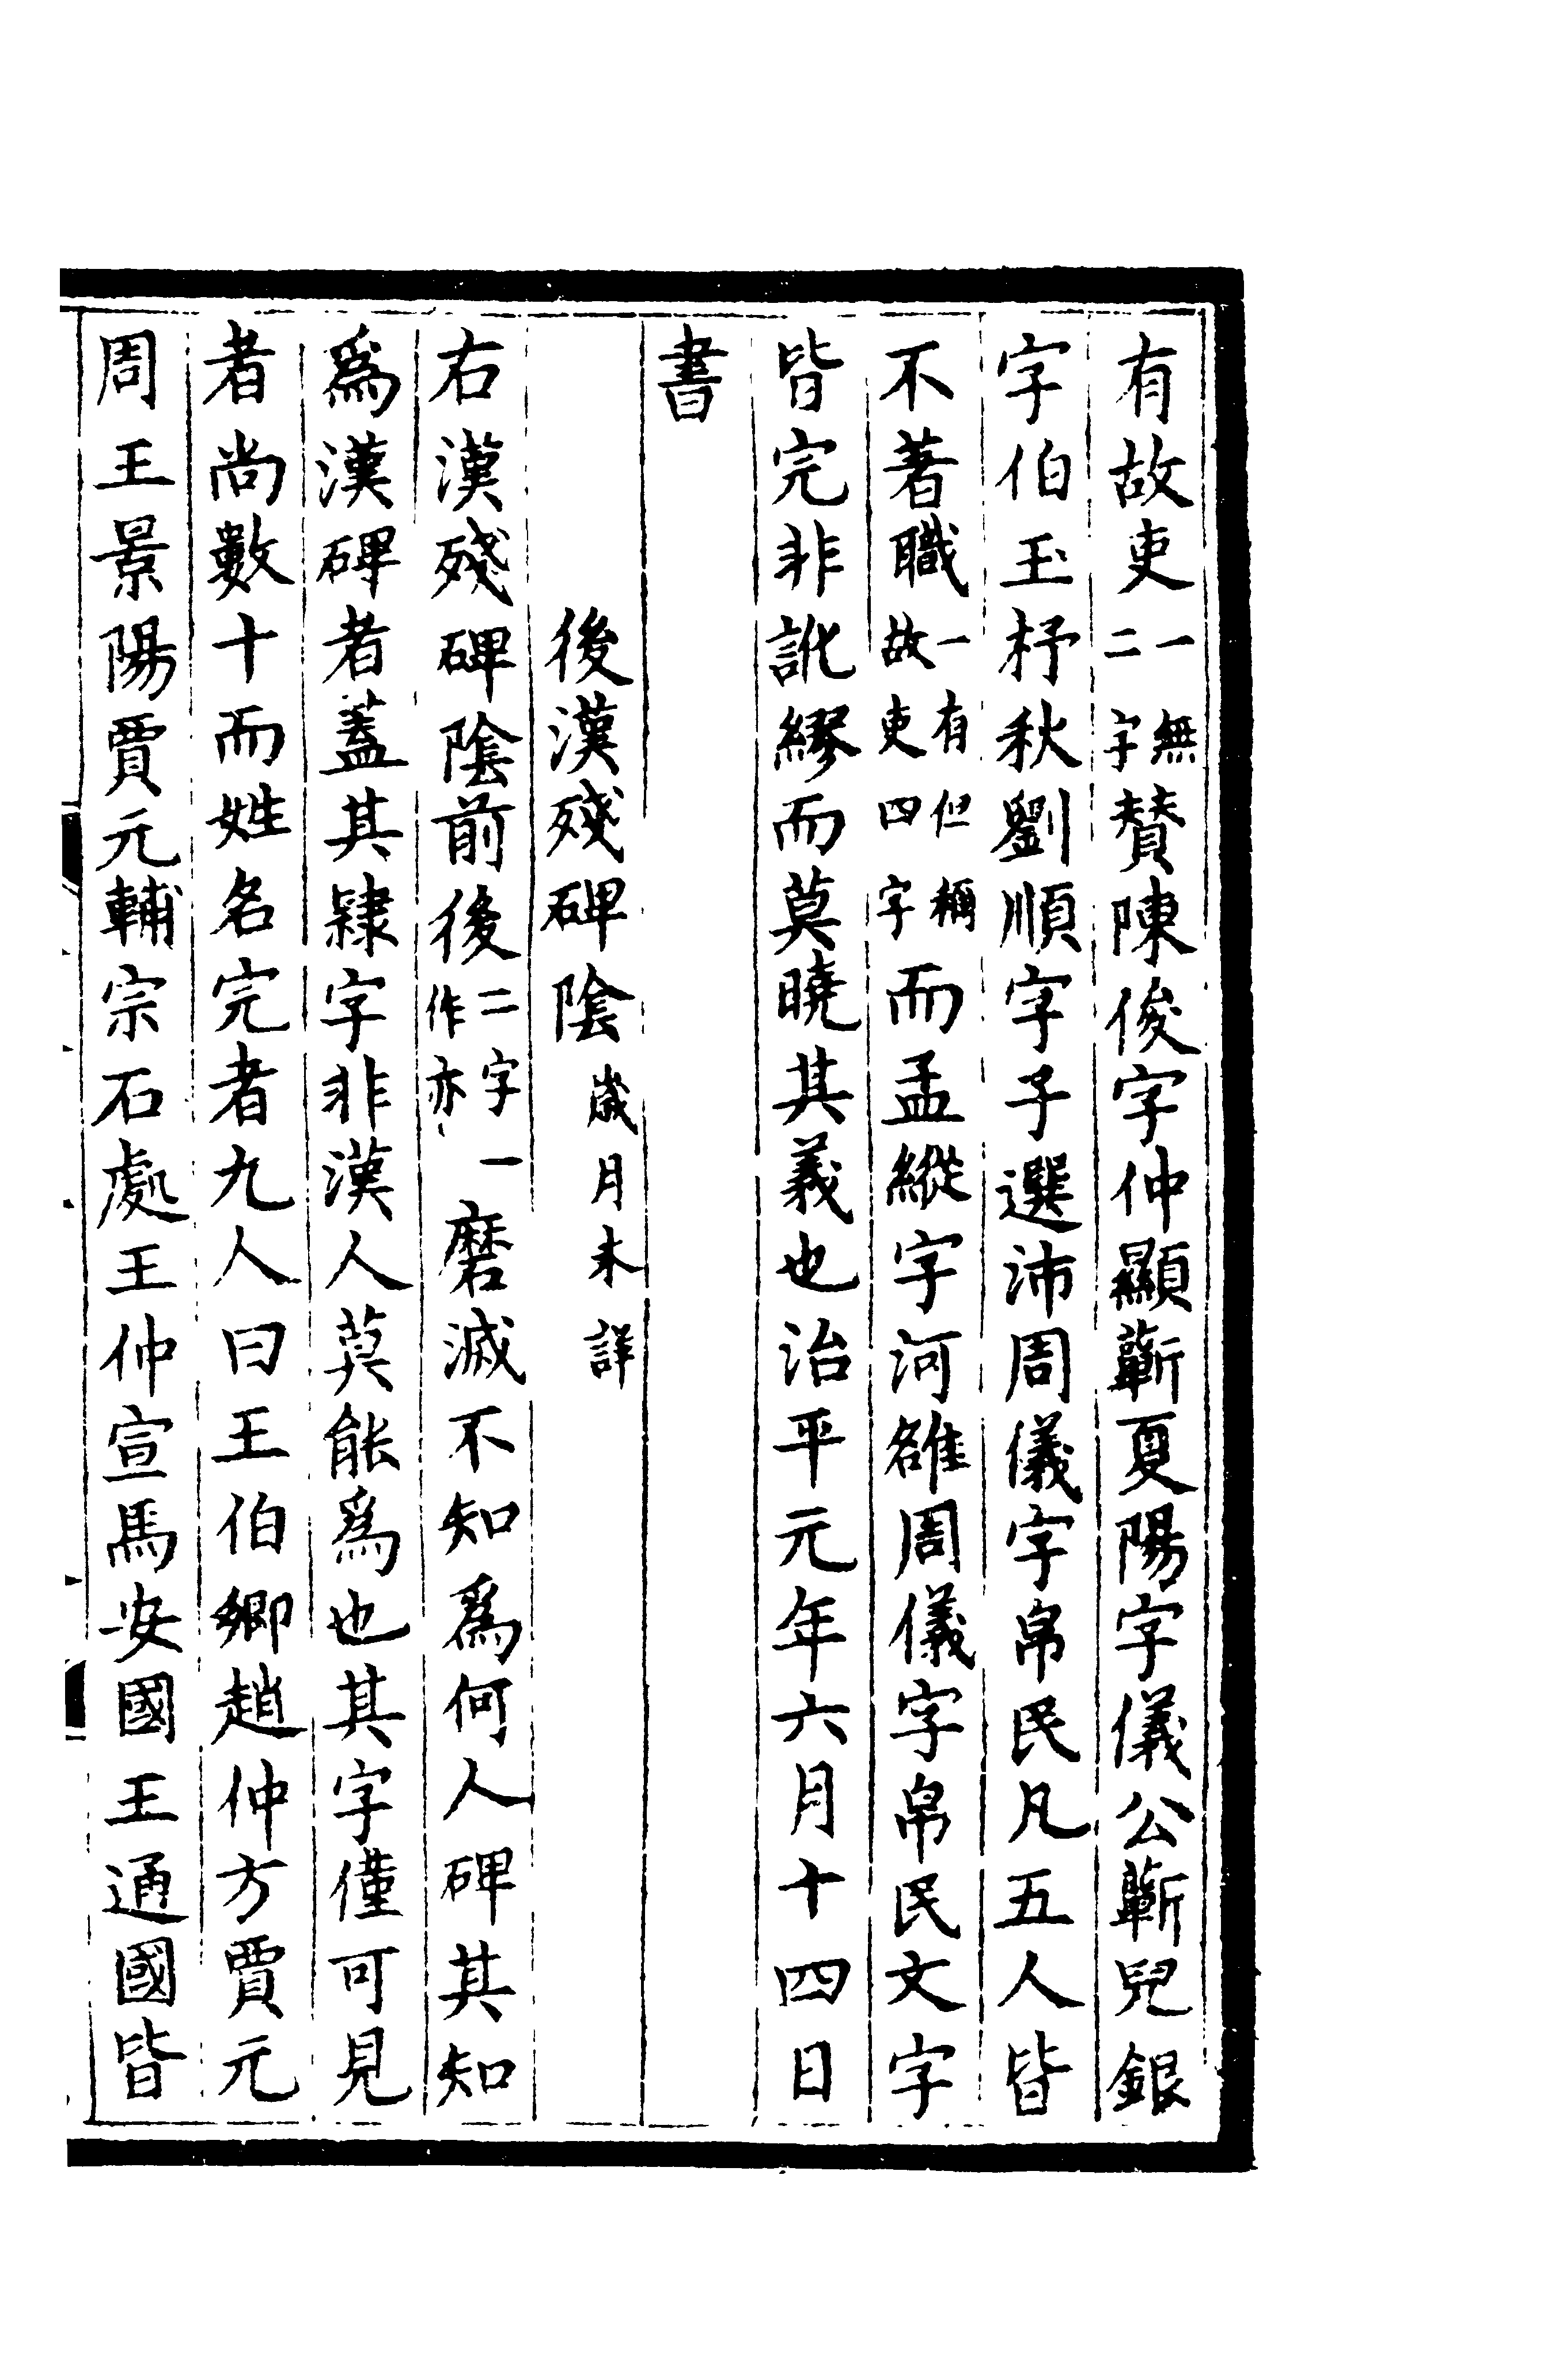 有故吏一無二字贊陳俊字仲顯蘄夏陽字儀公蘄兒銀
字伯玉杼秋劉順字子選沛周儀字帛民凡五人皆
不著職一有但稱故吏四字而孟縱字河雒周儀字帛民文字
皆完非訛繆而莫曉其義也治平元年六月十四日
書
後漢殘碑陰歲月未詳
右漢殘碑陰前後二字一作亦磨滅不知爲何人碑其知
爲漢碑者蓋其隸字非漢人莫能爲也其字僅可見
者尚數十而姓名完者九人曰王伯卿趙仲方賈元
周王景陽賈元輔宗石處王仲宣馬安國王通國皆